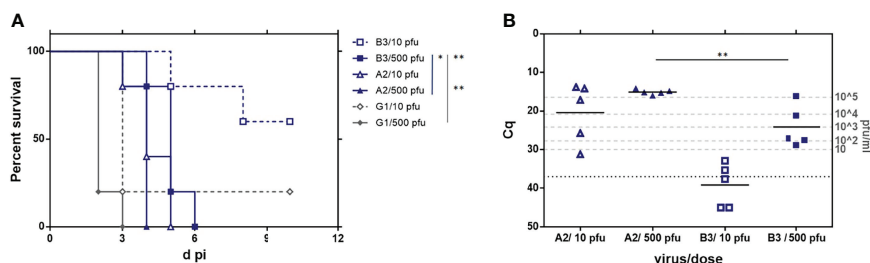 A
Percent survival
100
50
0
0
3
6
9
12
d pi
B3/10 pfu
B3/500 pfu
A2/10 pfu
A2/500 pfu
G1/10 pfu
G1/500 pfu
*
**
**
B
Cq
0
10
20
30
40
50
**
10^5
10^4
10^3
10^2
10
pfu/ml
A2/ 10 pfu
A2/ 500 pfu
B3/ 10 pfu
B3 / 500 pfu
virus/dose